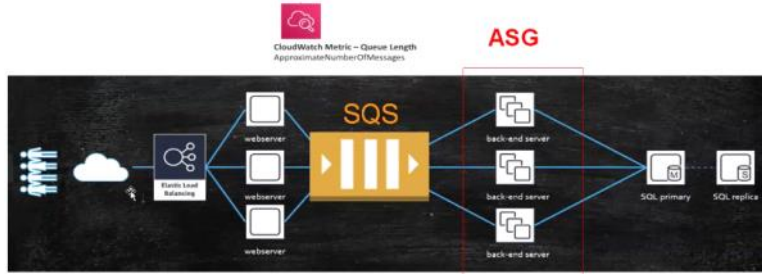 CloudWatch Metric – Queue Length
ApproximateNumberOfMessages
ASG
SQS
webserver
webserver
webserver
Elastic Load
Balancing
back-end server
back-end server
back-end server
SQL primary
SQL replica
M
S